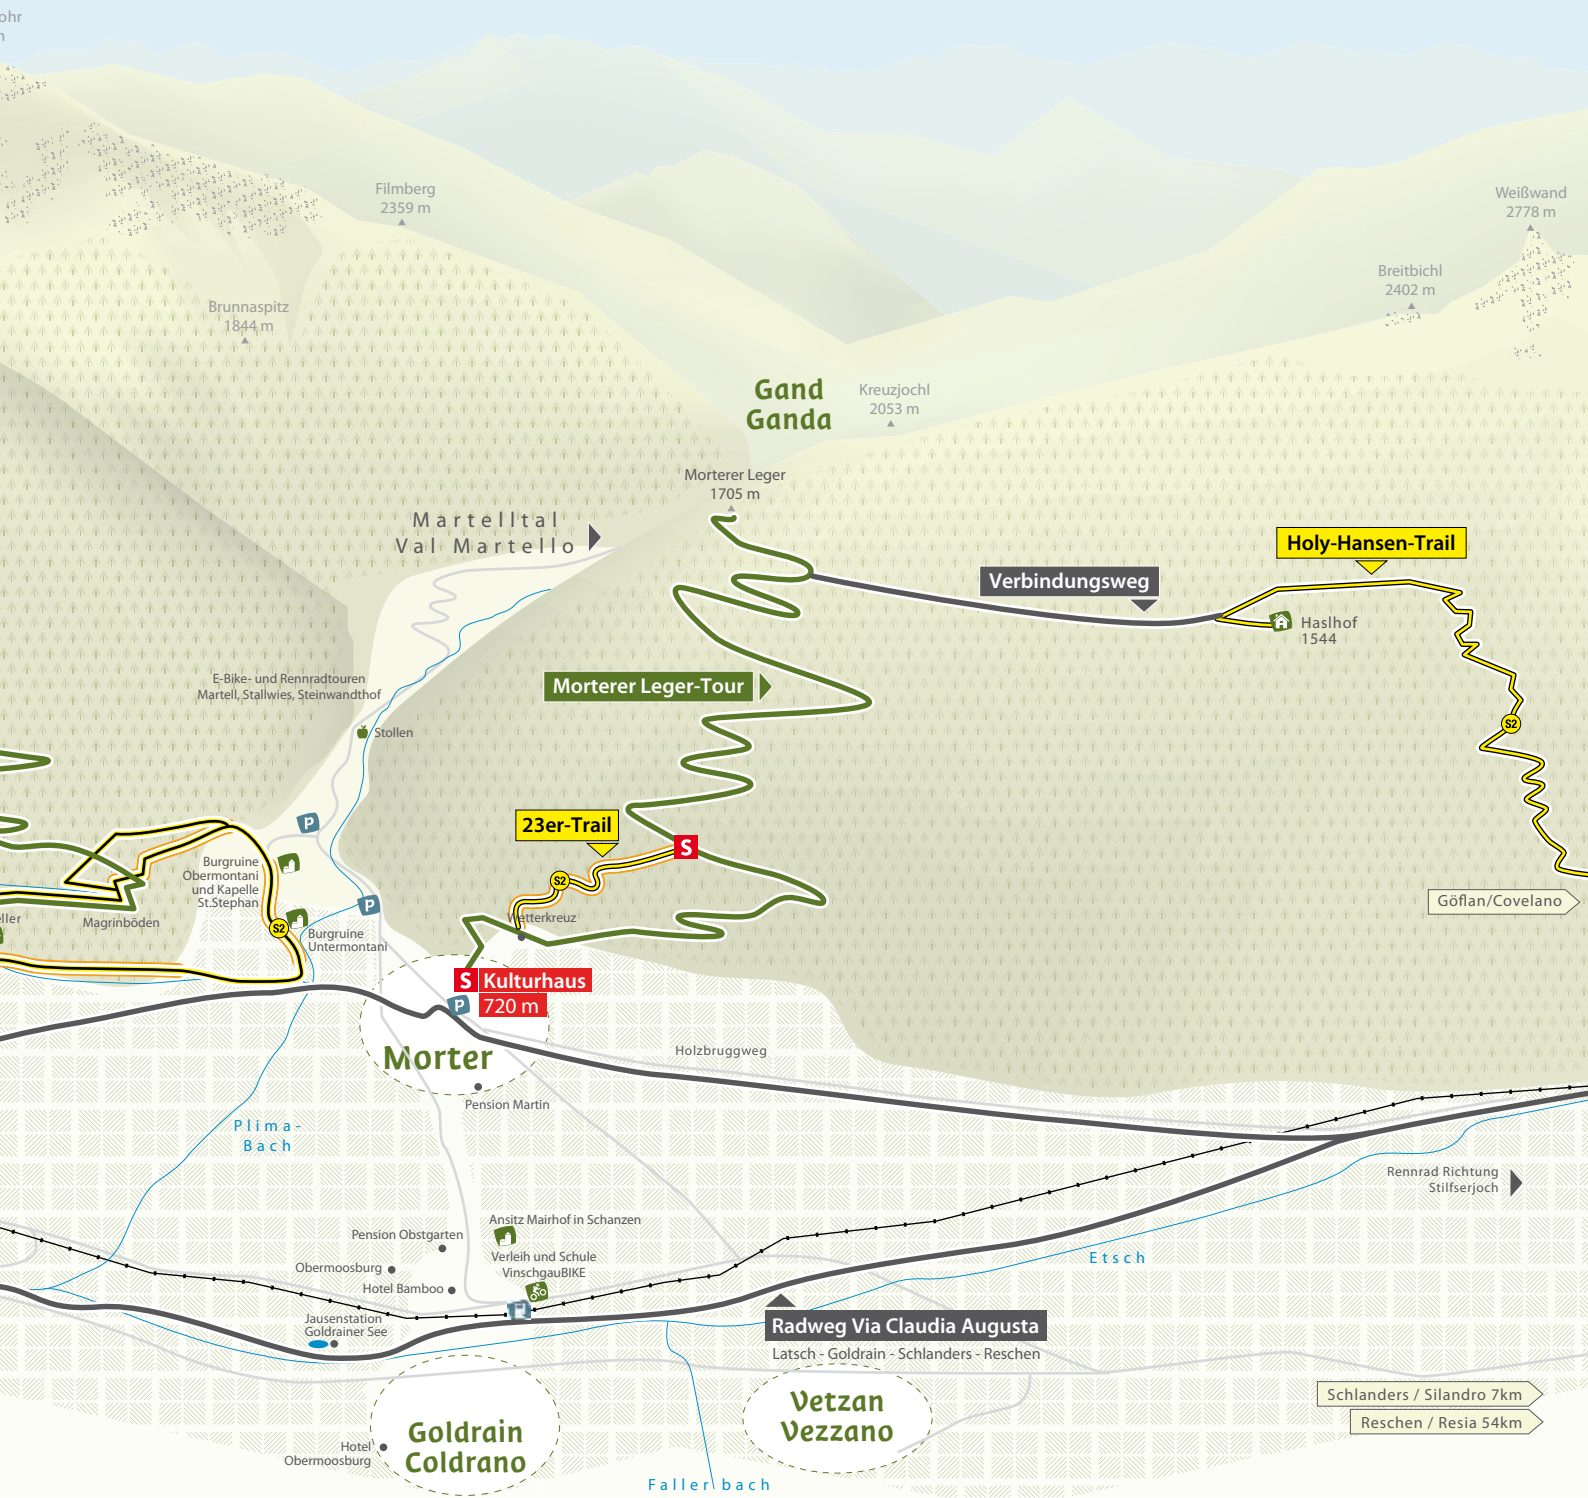 Filmberg
2359 m
Weißwand
2778 m
Breitbichl
2402 m
Brunnaspitz
1844 m
Gand
Ganda
Kreuzjochl
2053 m
Morterer Leger
1705 m
Martelltal
Val Martello
Holy-Hansen-Trail
Verbindungsweg
Haslhof
1544
E-Bike- und Rennradtouren
Martell, Stallwies, Steinwandthof
Morterer Leger-Tour
Stollen
S2
23er-Trail
P
S
Burgruine
Obermontani
und Kapelle
St.Stephan
S2
Göflan/Covelano
P
Magrinböden
Wetterkreuz
S2
Burgruine
Untermontani
S Kulturhaus
P 720 m
Morter
Holzbruggweg
Pension Martin
Plima-
Bach
Rennrad Richtung
Stilfserjoch
Ansitz Mairhof in Schanzen
Pension Obstgarten
Verleih und Schule
VinschgauBIKE
Etsch
Obermoosburg
Hotel Bamboo
Jausenstation
Goldrainer See
Radweg Via Claudia Augusta
Latsch - Goldrain - Schlanders - Reschen
Schlanders / Silandro 7km
Reschen / Resia 54km
Vetzan
Vezzano
Goldrain
Coldrano
Hotel
Obermoosburg
Fallerbach